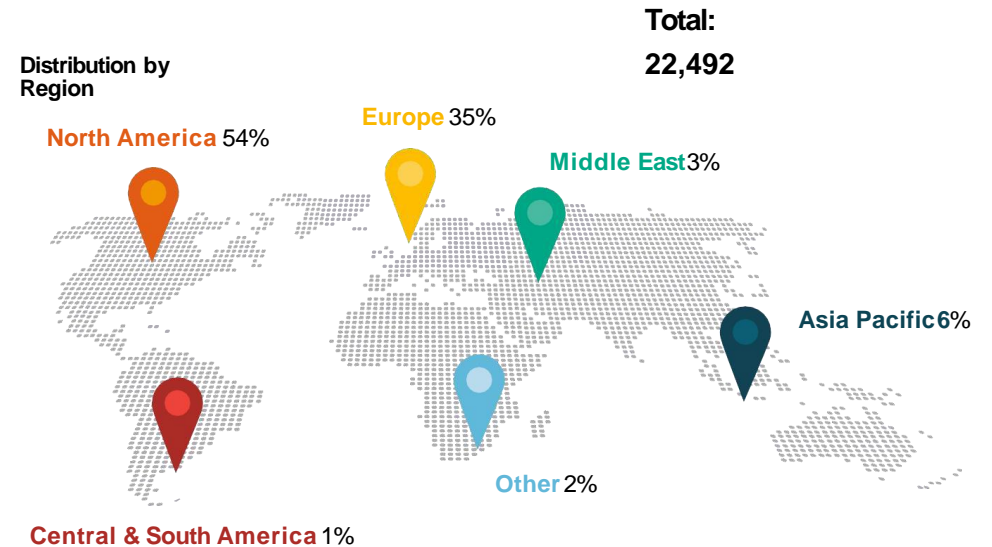 Total:
22,492
Distribution by
Region
Europe 35%
North America 54%
Middle East3%
Asia Pacific6%
Other 2%
Central & South America 1%